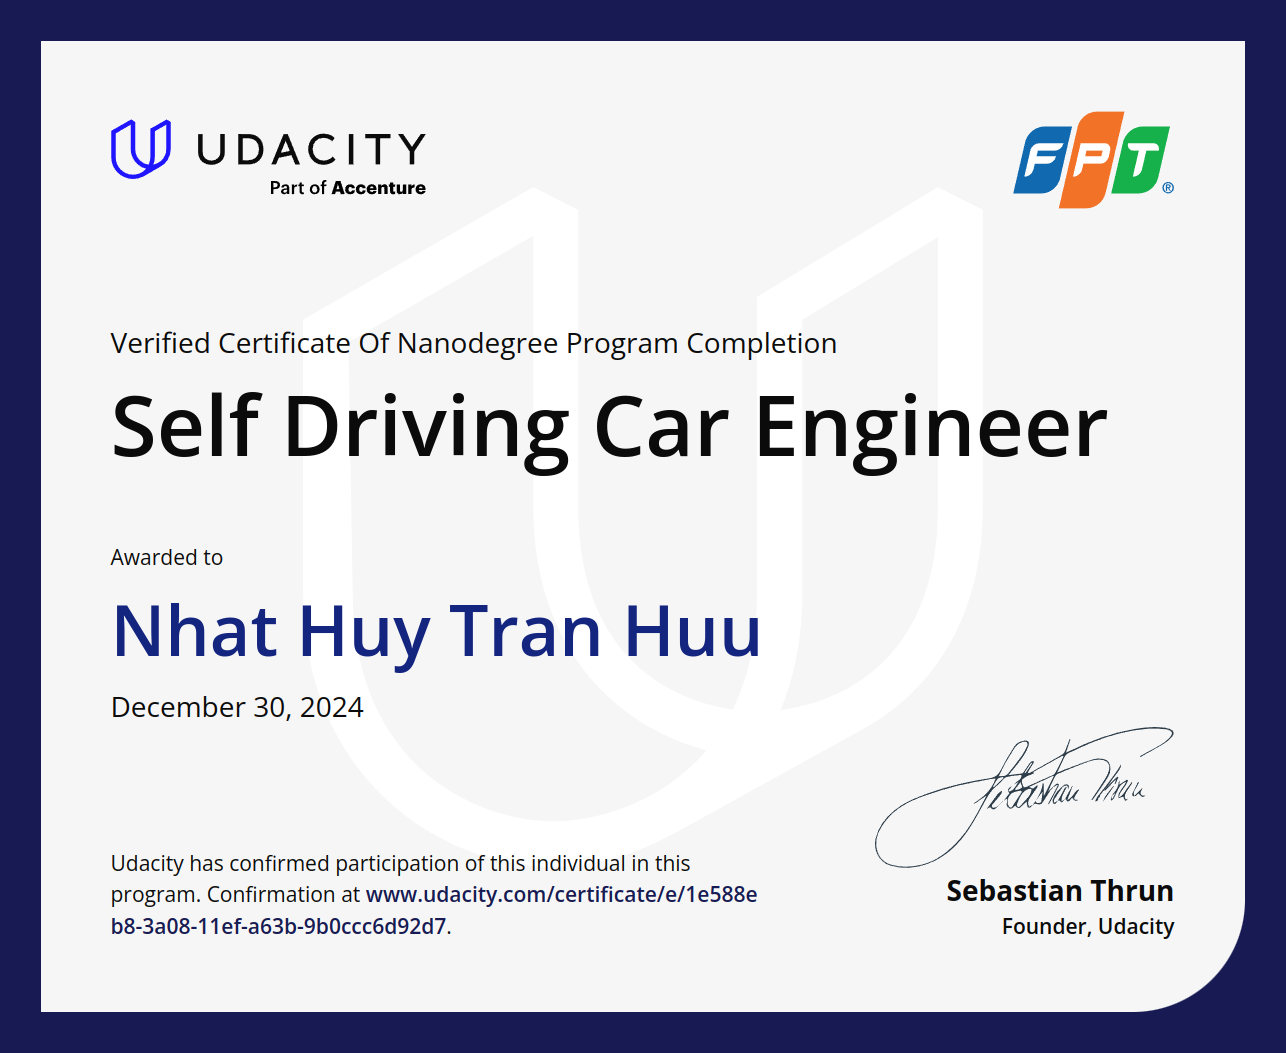 UDACITY
Part of Accenture
FPT®
Verified Certificate Of Nanodegree Program Completion
Self Driving Car Engineer
Awarded to
Nhat Huy Tran Huu
December 30, 2024
Udacity has confirmed participation of this individual in this
program. Confirmation at www.udacity.com/certificate/e/1e588e
b8-3a08-11ef-a63b-9b0ccc6d92d7.
Sebastian Thrun
Sebastian Thrun
Founder, Udacity